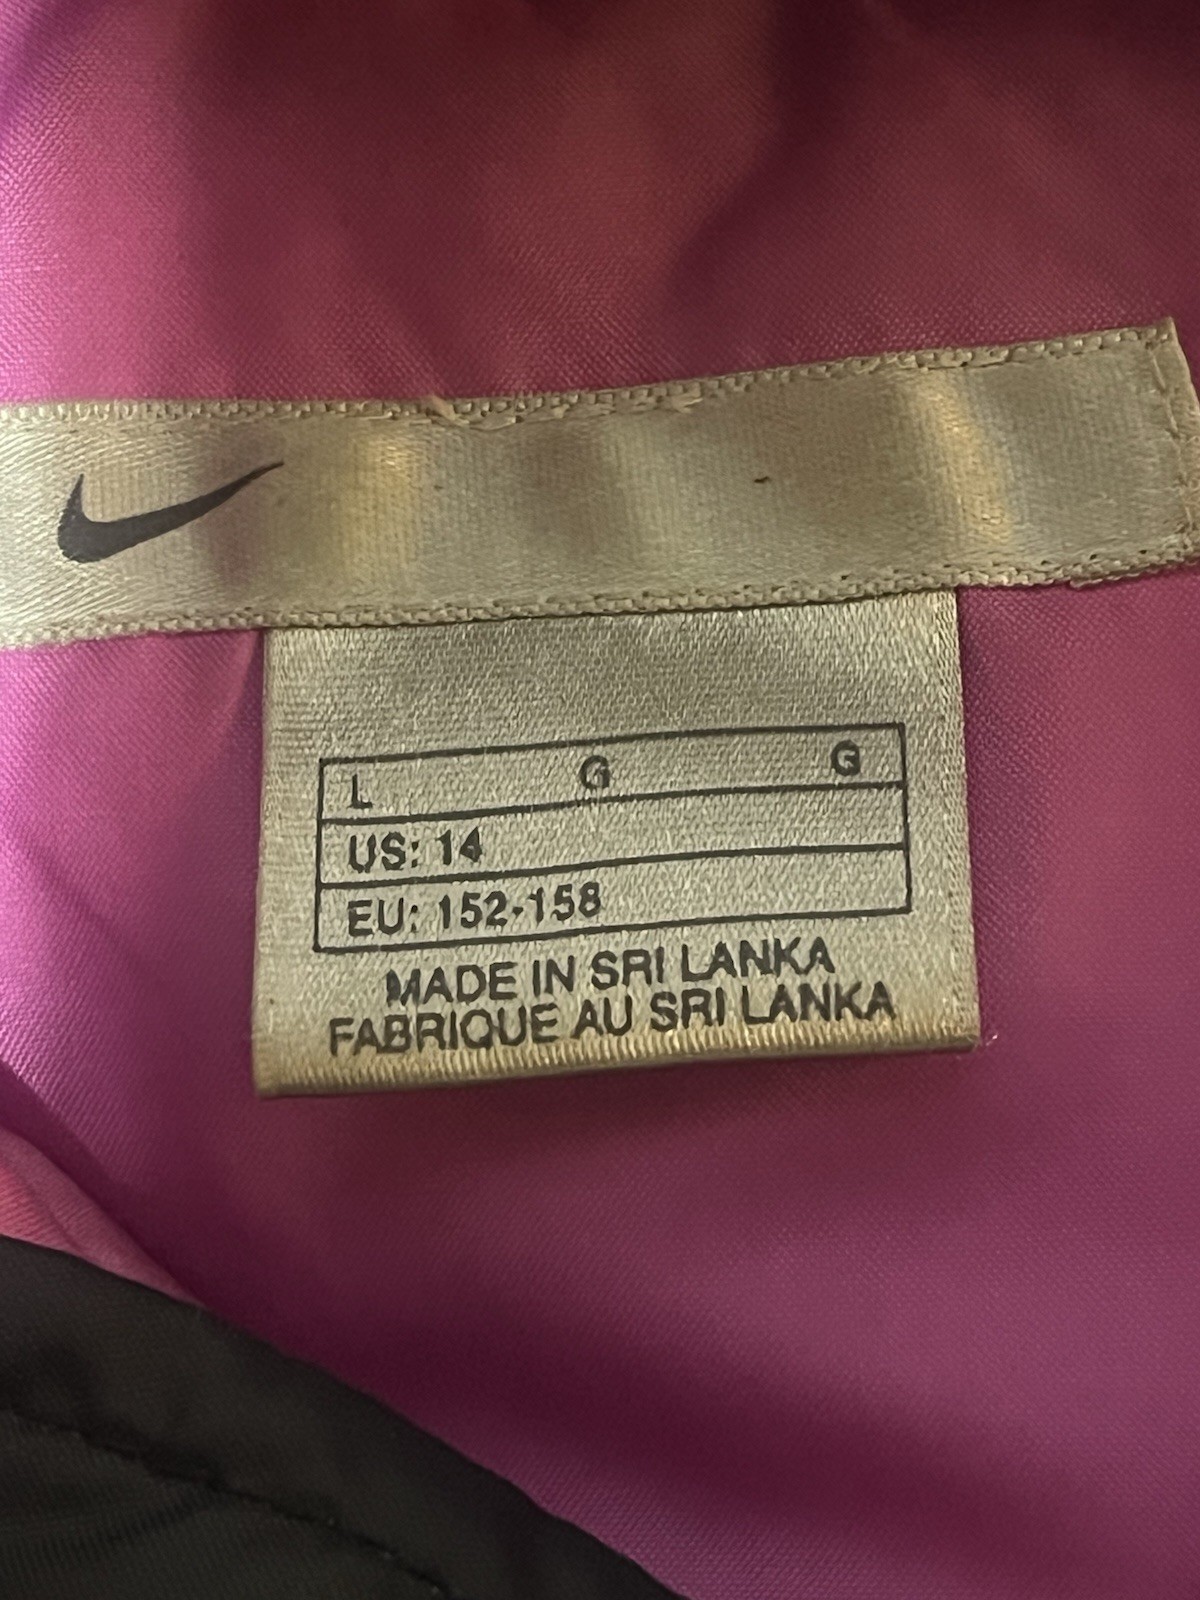 L G G
US: 14
EU: 152-158
MADE IN SRI LANKA
FABRIQUE AU SRI LANKA